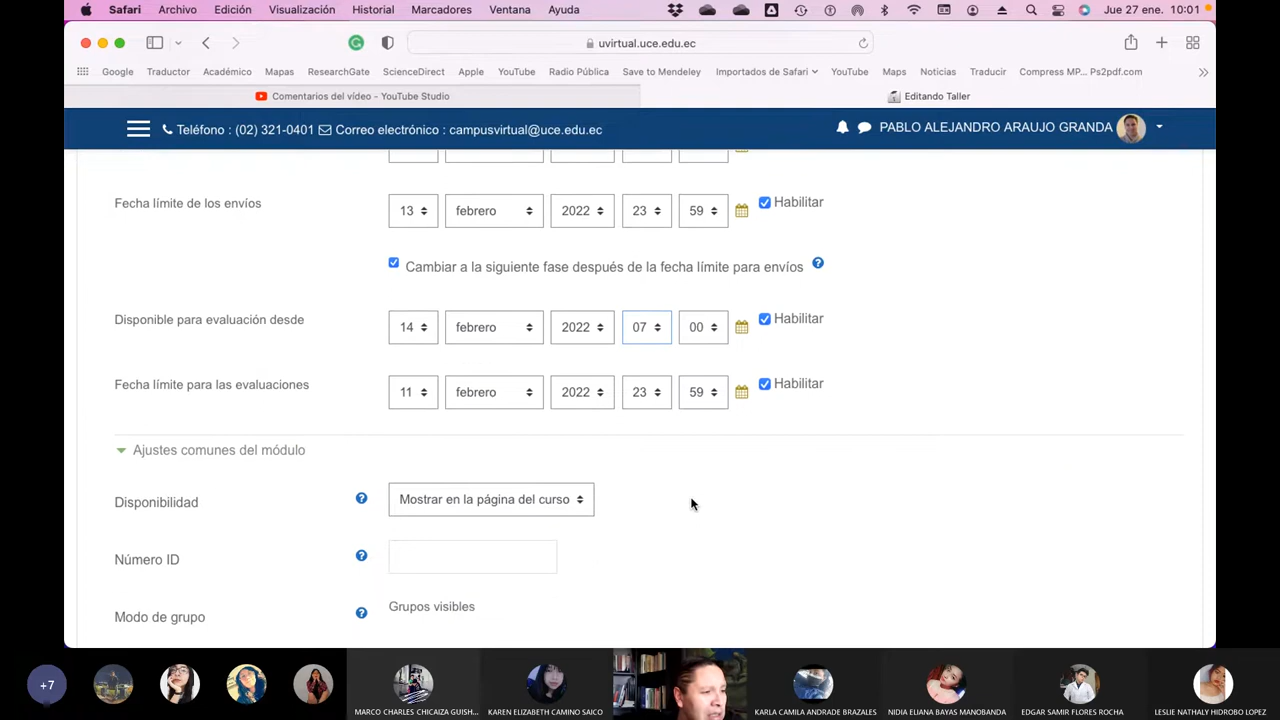 Safari Archivo Edición Visualización Historial Marcadores Ventana Ayuda Jue 27 ene. 10:01
uvirtual.uce.edu.ec
Google Traductor Académico Mapas ResearchGate ScienceDirect Apple YouTube Radio Pública Save to Mendeley Importados de Safari YouTube Maps Noticias Traducir Compress MP... Ps2pdf.com
Comentarios del vídeo - YouTube Studio Editando Taller
Teléfono : (02) 321-0401 Correo electrónico : campusvirtual@uce.edu.ec PABLO ALEJANDRO ARAUJO GRANDA
Fecha límite de los envíos 13 febrero 2022 23 59 Habilitar
Cambiar a la siguiente fase después de la fecha límite para envíos
Disponible para evaluación desde 14 febrero 2022 07 00 Habilitar
Fecha límite para las evaluaciones 11 febrero 2022 23 59 Habilitar
Ajustes comunes del módulo
Disponibilidad Mostrar en la página del curso
Número ID
Modo de grupo Grupos visibles
+7
MARCO CHARLES CHICAIZA GUISH... KAREN ELIZABETH CAMINO SAICO KARLA CAMILA ANDRADE BRAZALES NIDIA ELIANA BAYAS MANOBANDA EDGAR SAMIR FLORES ROCHA LESLIE NATHALY HIDROBO LOPEZ